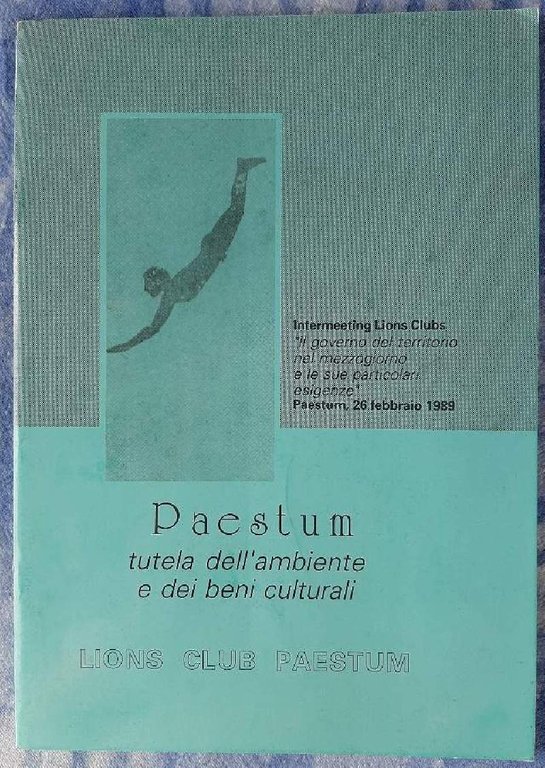 Intermeeting Lions Clubs
"Il governo del territorio
nel mezzogiorno
e le sue particolari
esigenze"
Paestum, 26 febbraio 1989
Paestum
tutela dell'ambiente
e dei beni culturali
LIONS CLUB PAESTUM